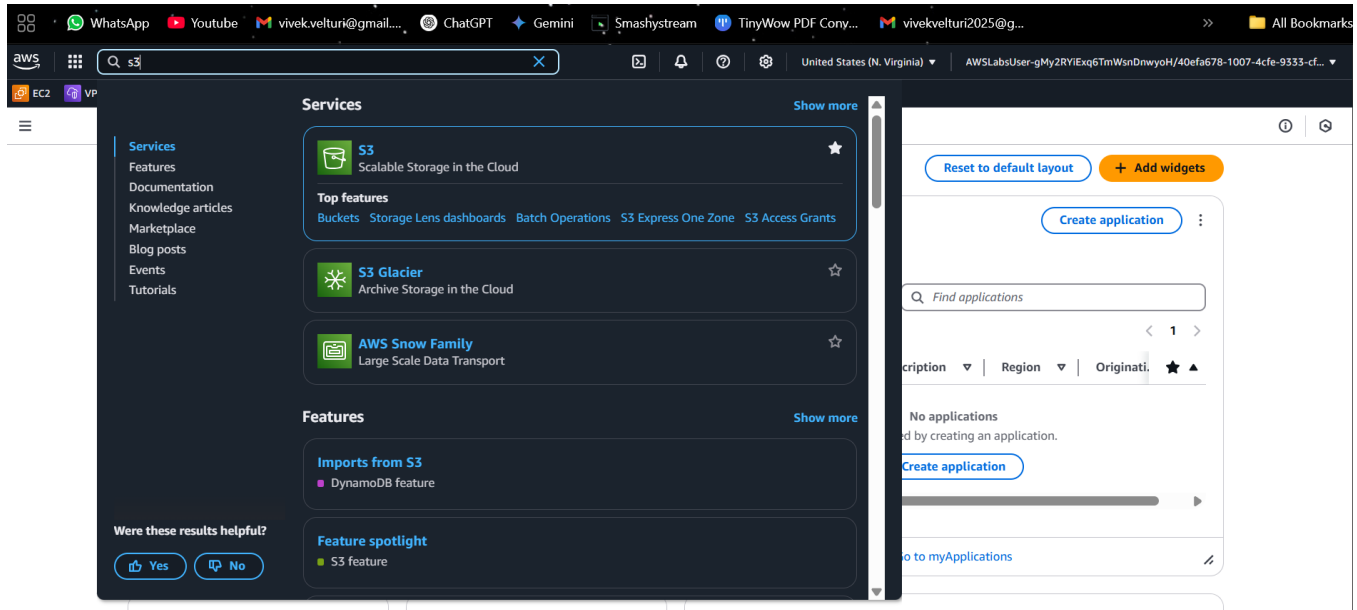 WhatsApp Youtube vivek.velturi@gmail.... ChatGPT Gemini Smashystream TinyWow PDF Conv... vivekvelturi2025@g... » All Bookmarks
aws s3 United States (N. Virginia) ▼ AWSLabsUser-gMy2RYiExq6TmWsnDnwyoH/40efa678-1007-4cfe-9333-cf... ▼
EC2 VP
Services
Features
Documentation
Knowledge articles
Marketplace
Blog posts
Events
Tutorials
Were these results helpful?
Yes No
Services Show more
S3
Scalable Storage in the Cloud
Top features
Buckets Storage Lens dashboards Batch Operations S3 Express One Zone S3 Access Grants
S3 Glacier
Archive Storage in the Cloud
AWS Snow Family
Large Scale Data Transport
Features Show more
Imports from S3
DynamoDB feature
Feature spotlight
S3 feature
Reset to default layout + Add widgets
Create application
Find applications
1
cription Region Originati.
No applications
ed by creating an application.
Create application
Go to myApplications